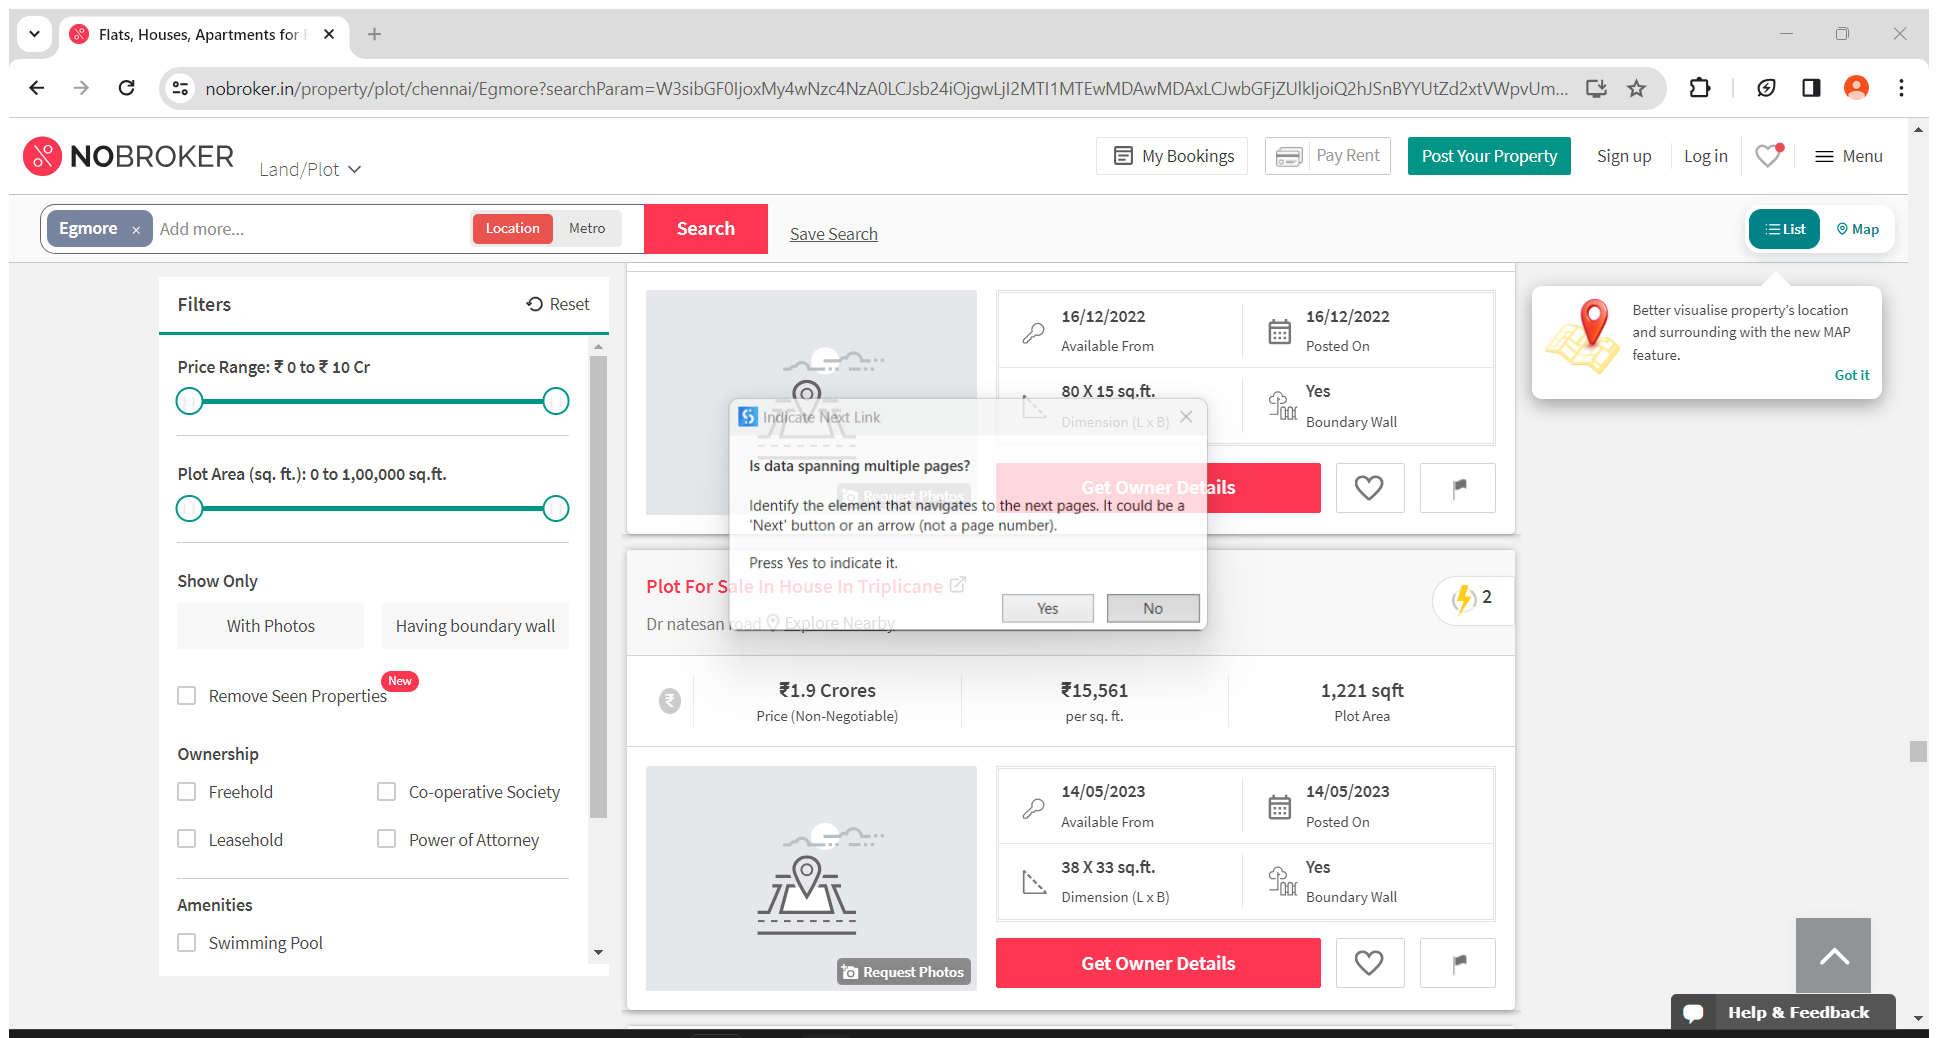 Flats, Houses, Apartments for
nobroker.in/property/plot/chennai/Egmore?searchParam=W3sibGF0IjoxMy4wNzc4NzA0LCJsb24iOjgwLjI2MTI1MTEwMDAwMDAxLCJwbGFjZUlkIjoiQ2hJSnBYYUtZd2xtVWpvUm...
NOBROKER
Land/Plot
My Bookings
Pay Rent
Post Your Property
Sign up
Log in
Menu
Egmore ×
Add more...
Location
Metro
Search
Save Search
List
Map
Better visualise property's location
and surrounding with the new MAP
feature.
Got it
Filters
Reset
Price Range: ₹ 0 to ₹ 10 Cr
Plot Area (sq. ft.): 0 to 1,00,000 sq.ft.
Show Only
With Photos
Having boundary wall
Remove Seen Properties
New
Ownership
Freehold
Co-operative Society
Leasehold
Power of Attorney
Amenities
Swimming Pool
16/12/2022
Available From
16/12/2022
Posted On
80 X 15 sq.ft.
Dimension (L x B)
Yes
Boundary Wall
Request Photos
Get Owner Details
Indicate Next Link
Is data spanning multiple pages?
Identify the element that navigates to the next pages. It could be a
'Next' button or an arrow (not a page number).
Press Yes to indicate it.
Yes
No
Plot For Sale In House In Triplicane
Dr natesan road
Explore Nearby
2
₹1.9 Crores
Price (Non-Negotiable)
₹15,561
per sq. ft.
1,221 sqft
Plot Area
14/05/2023
Available From
14/05/2023
Posted On
38 X 33 sq.ft.
Dimension (L x B)
Yes
Boundary Wall
Request Photos
Get Owner Details
Help & Feedback